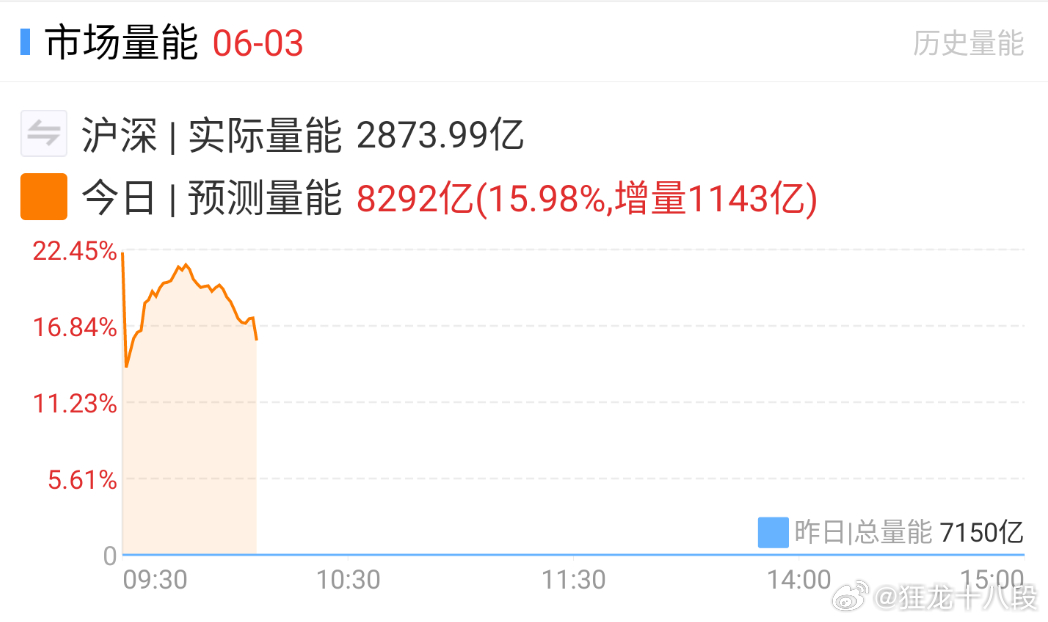 市场量能 06-03
历史量能
沪深 | 实际量能 2873.99亿
今日 | 预测量能 8292亿(15.98%,增量1143亿)
22.45%
16.84%
11.23%
5.61%
0
昨日|总量能 7150亿
09:30 10:30 11:30 14:00 15:00
@狂龙十八段